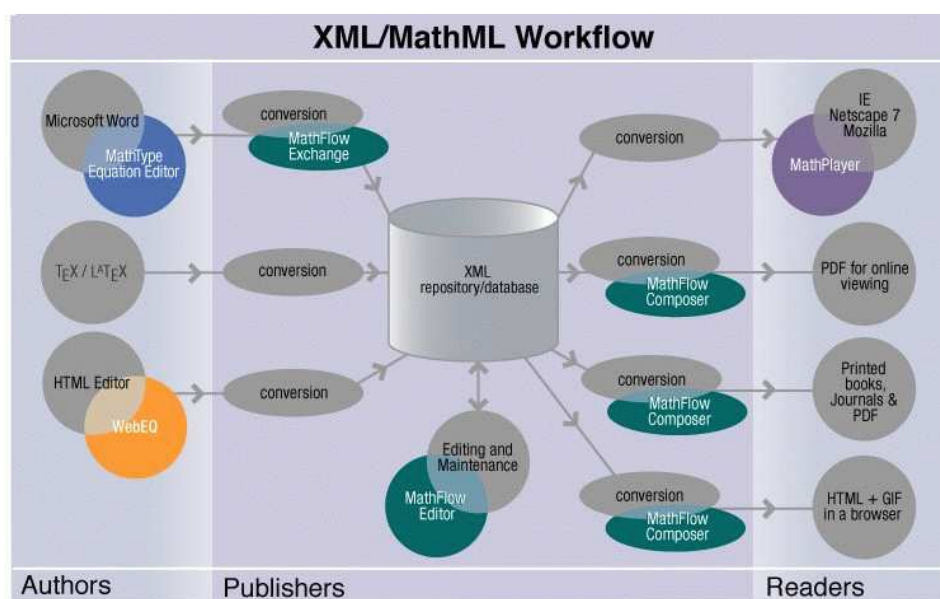 XML/MathML Workflow
Microsoft Word
MathType
Equation Editor
conversion
MathFlow
Exchange
conversion
IE
Netscape 7
Mozilla
MathPlayer
TEX / LATEX
conversion
XML
repository/database
conversion
MathFlow
Composer
PDF for online
viewing
HTML Editor
WebEQ
conversion
conversion
MathFlow
Composer
Printed
books,
Journals &
PDF
Editing and
Maintenance
MathFlow
Editor
conversion
MathFlow
Composer
HTML + GIF
in a browser
Authors
Publishers
Readers